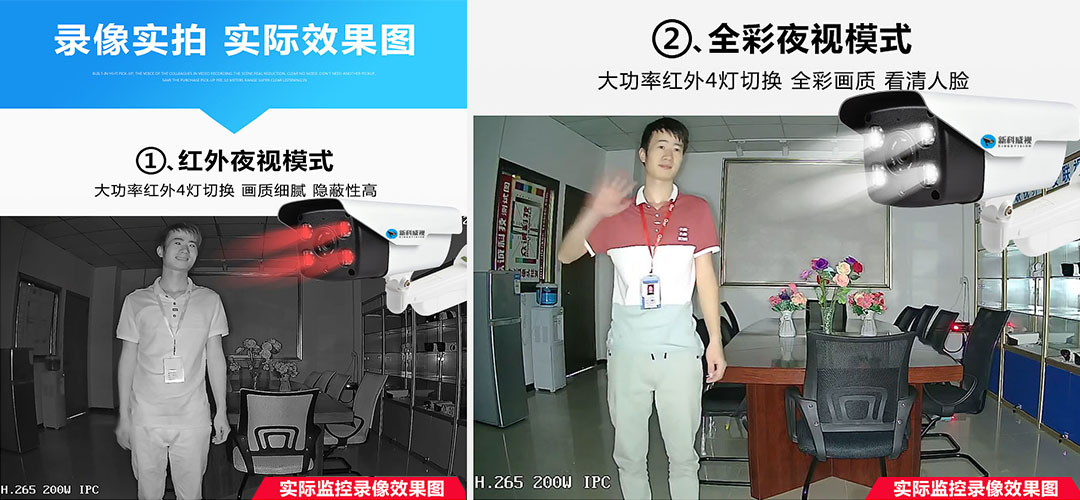 录像实拍 实际效果图
①、红外夜视模式
大功率红外4灯切换 画质细腻 隐蔽性高
新科威视
H.265 200W IPC
实际监控录像效果图
②、全彩夜视模式
大功率红外4灯切换 全彩画质 看清人脸
新科威视
H.265 200W IPC
实际监控录像效果图